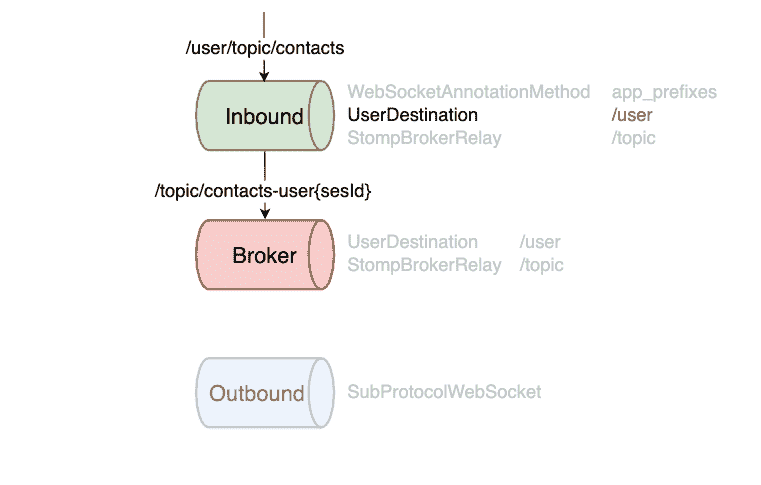 /user/topic/contacts
Inbound
WebSocketAnnotationMethod app_prefixes
UserDestination /user
StompBrokerRelay /topic
/topic/contacts-user{sesId}
Broker
UserDestination /user
StompBrokerRelay /topic
Outbound
SubProtocolWebSocket